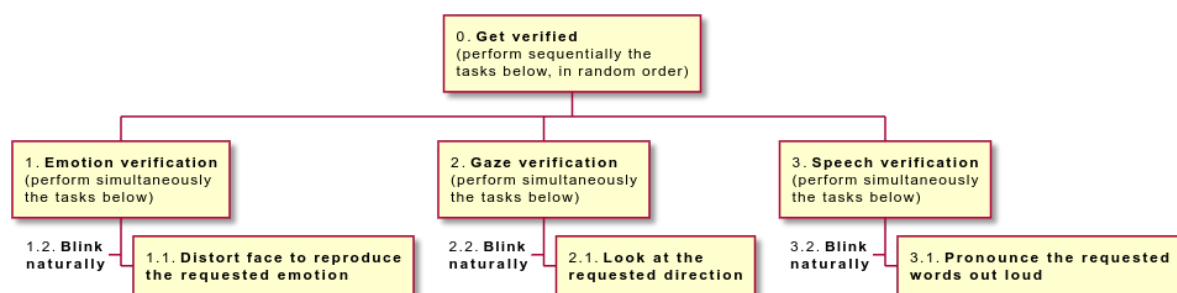 0. Get verified
(perform sequentially the
tasks below, in random order)
1. Emotion verification
(perform simultaneously
the tasks below)
2. Gaze verification
(perform simultaneously
the tasks below)
3. Speech verification
(perform simultaneously
the tasks below)
1.2. Blink
naturally
1.1. Distort face to reproduce
the requested emotion
2.2. Blink
naturally
2.1. Look at the
requested direction
3.2. Blink
naturally
3.1. Pronounce the requested
words out loud